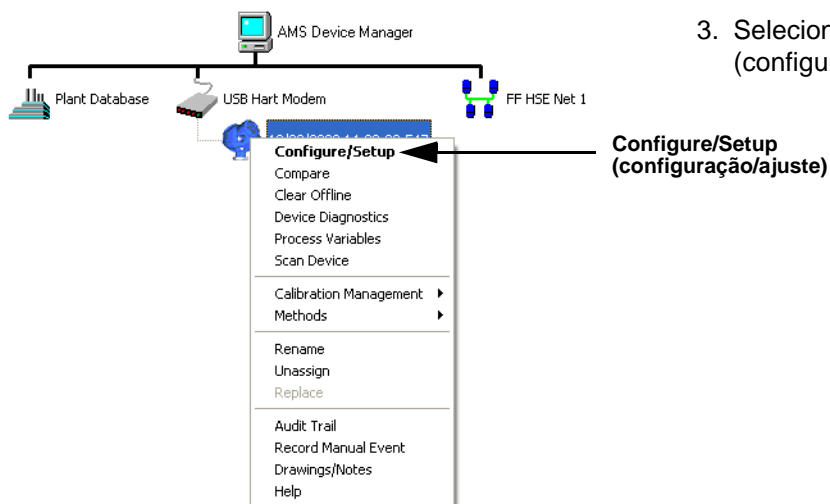 AMS Device Manager
3. Selecion
(configu
Plant Database
USB Hart Modem
FF HSE Net 1
Configure/Setup
Compare
Clear Offline
Device Diagnostics
Process Variables
Scan Device
Calibration Management
Methods
Rename
Unassign
Replace
Audit Trail
Record Manual Event
Drawings/Notes
Help
Configure/Setup
(configuração/ajuste)